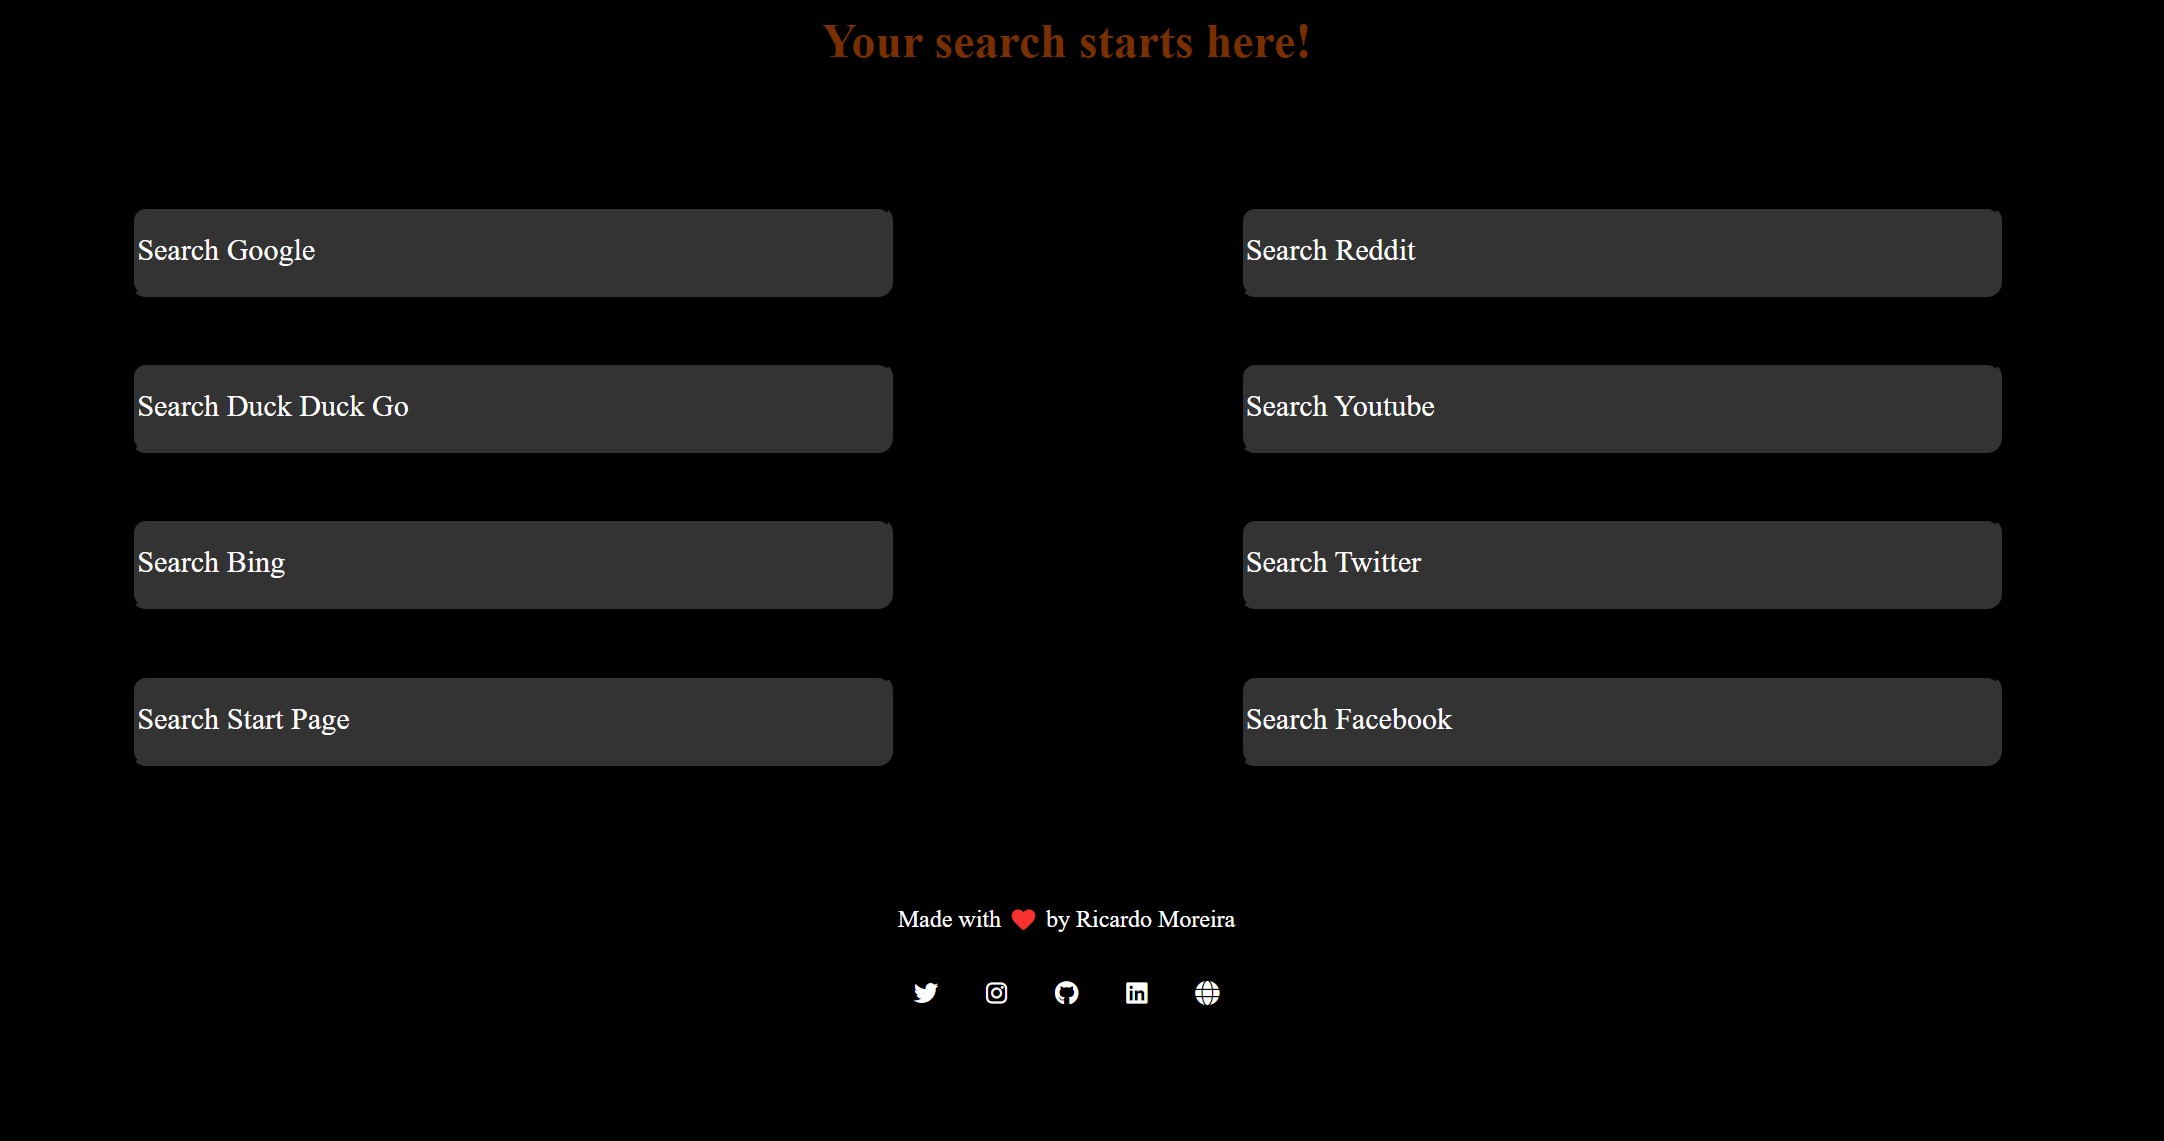 Your search starts here!
Search Google
Search Reddit
Search Duck Duck Go
Search Youtube
Search Bing
Search Twitter
Search Start Page
Search Facebook
Made with ❤ by Ricardo Moreira